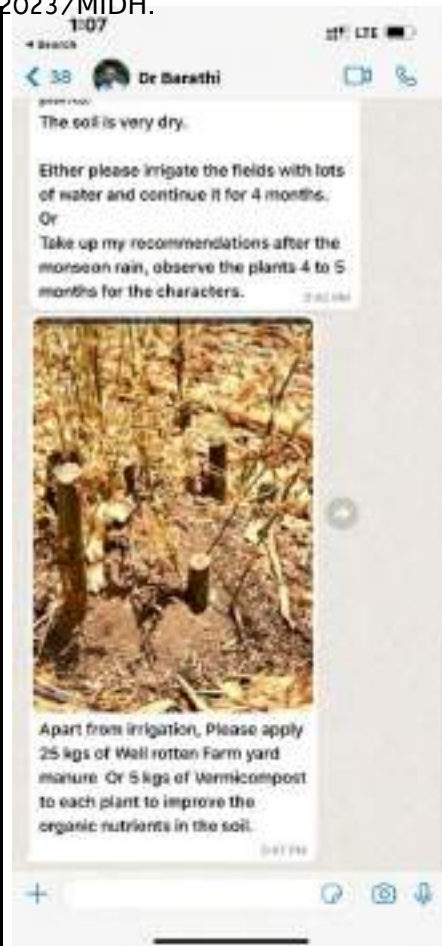 2023/MIDH.
1:07
LTE
Search
38
Dr Barathi
The soil is very dry.
Either please irrigate the fields with lots
of water and continue it for 4 months.
Or
Take up my recommendations after the
monsoon rain, observe the plants 4 to 5
months for the characters.
Apart from irrigation, Please apply
25 kgs of Well rotten Farm yard
manure Or 5 kgs of Vermicompost
to each plant to improve the
organic nutrients in the soil.